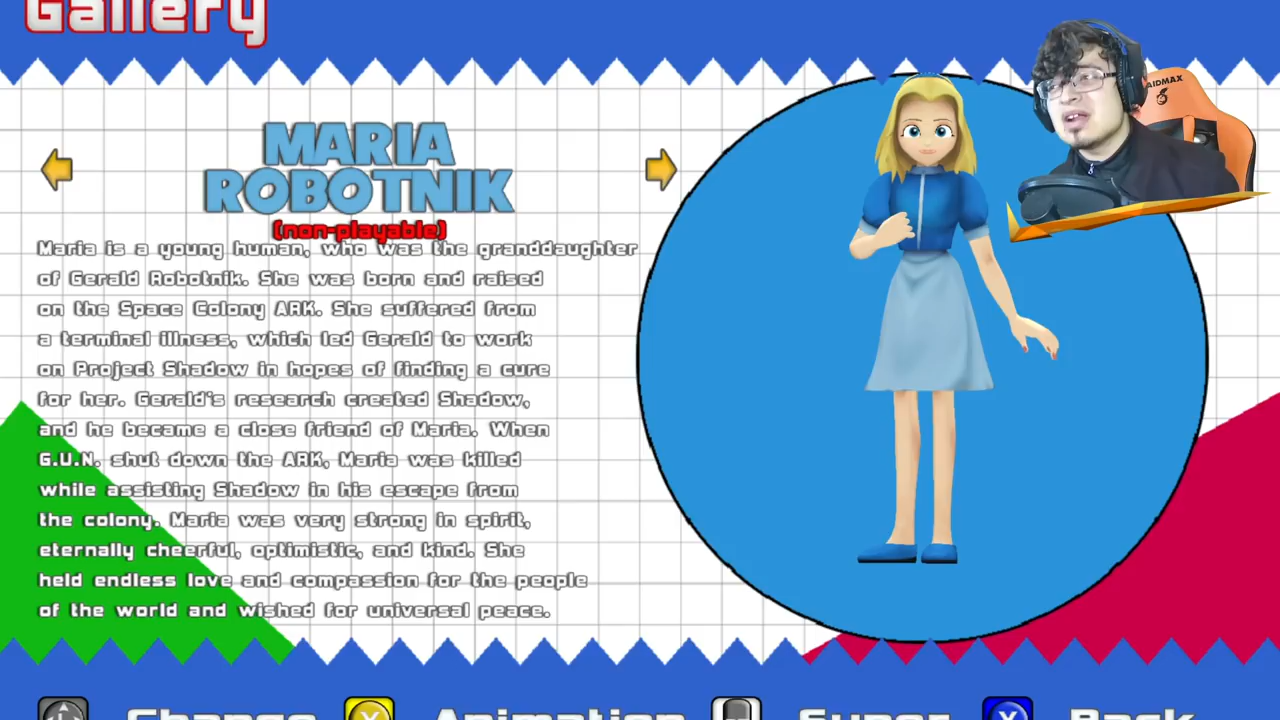 Gallery
AIDMAX
MARIA
ROBOTNIK
(non-playable)
Maria is a young human, who was the granddaughter
of Gerald Robotnik. She was born and raised
on the Space Colony ARK. She suffered from
a terminal illness, which led Gerald to work
on Project Shadow in hopes of finding a cure
for her. Gerald's research created Shadow,
and he became a close friend of Maria. When
G.U.N. shut down the ARK, Maria was killed
while assisting Shadow in his escape from
the colony. Maria was very strong in spirit,
eternally cheerful, optimistic, and kind. She
held endless love and compassion for the people
of the world and wished for universal peace.
L Change Y Animation Super X Back